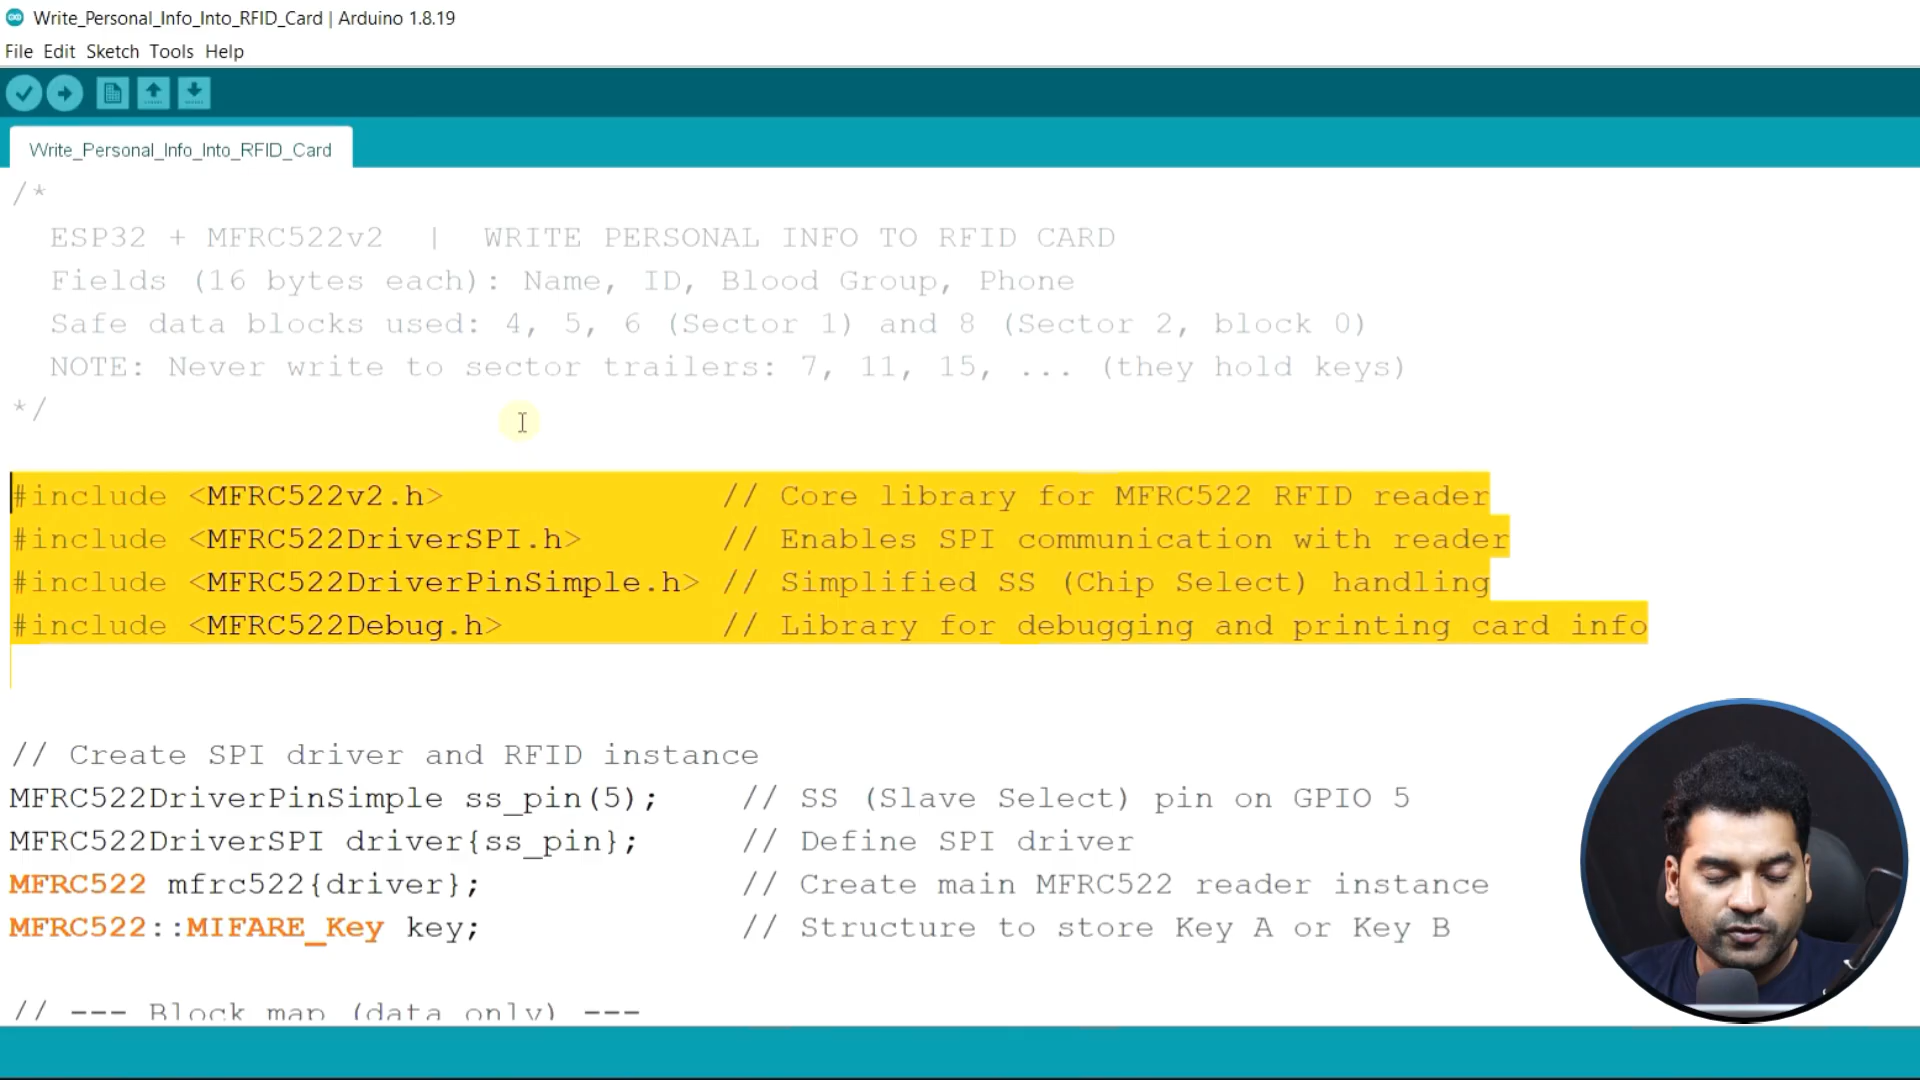 Write_Personal_Info_Into_RFID_Card | Arduino 1.8.19
File Edit Sketch Tools Help
Write_Personal_Info_Into_RFID_Card
/*
ESP32 + MFRC522v2 | WRITE PERSONAL INFO TO RFID CARD
Fields (16 bytes each): Name, ID, Blood Group, Phone
Safe data blocks used: 4, 5, 6 (Sector 1) and 8 (Sector 2, block 0)
NOTE: Never write to sector trailers: 7, 11, 15, ... (they hold keys)
*/
#include <MFRC522v2.h> // Core library for MFRC522 RFID reader
#include <MFRC522DriverSPI.h> // Enables SPI communication with reader
#include <MFRC522DriverPinSimple.h> // Simplified SS (Chip Select) handling
#include <MFRC522Debug.h> // Library for debugging and printing card info
// Create SPI driver and RFID instance
MFRC522DriverPinSimple ss_pin(5); // SS (Slave Select) pin on GPIO 5
MFRC522DriverSPI driver{ss_pin}; // Define SPI driver
MFRC522 mfrc522{driver}; // Create main MFRC522 reader instance
MFRC522::MIFARE_Key key; // Structure to store Key A or Key B
// --- Block map (data only) ---